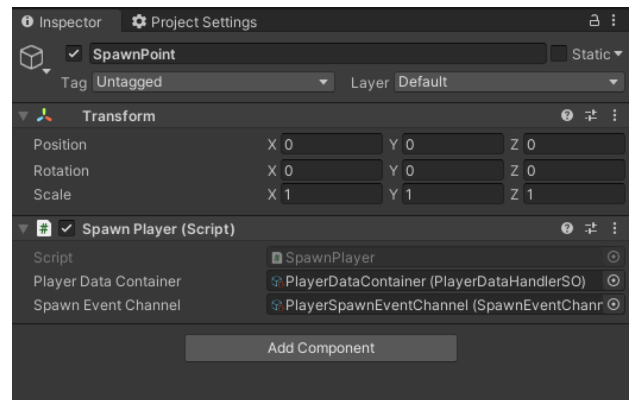 Inspector Project Settings
SpawnPoint Static
Tag Untagged Layer Default
Transform
Position X 0 Y 0 Z 0
Rotation X 0 Y 0 Z 0
Scale X 1 Y 1 Z 1
# Spawn Player (Script)
Script # SpawnPlayer
Player Data Container PlayerDataContainer (PlayerDataHandlerSO)
Spawn Event Channel PlayerSpawnEventChannel (SpawnEventChanr
Add Component